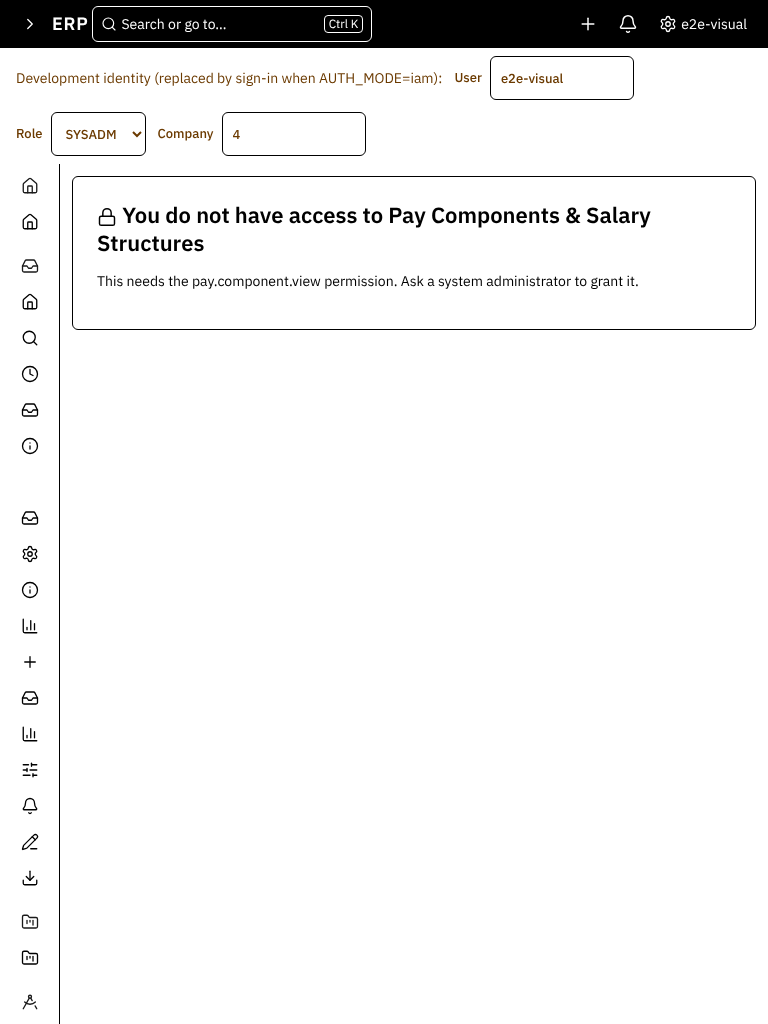 ERP
Search or go to...
Ctrl K
e2e-visual
Development identity (replaced by sign-in when AUTH_MODE=iam):
User
e2e-visual
Role
SYSADM
Company
4
You do not have access to Pay Components & Salary
Structures
This needs the pay.component.view permission. Ask a system administrator to grant it.